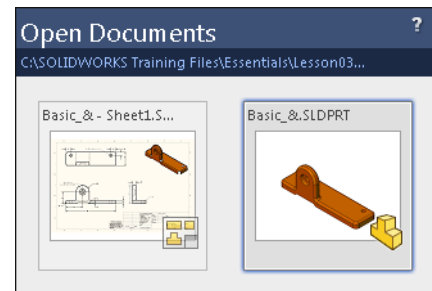 Open Documents
?
C:\SOLIDWORKS Training Files\Essentials\Lesson03...
Basic_& - Sheet1.S...
Basic_&.SLDPRT